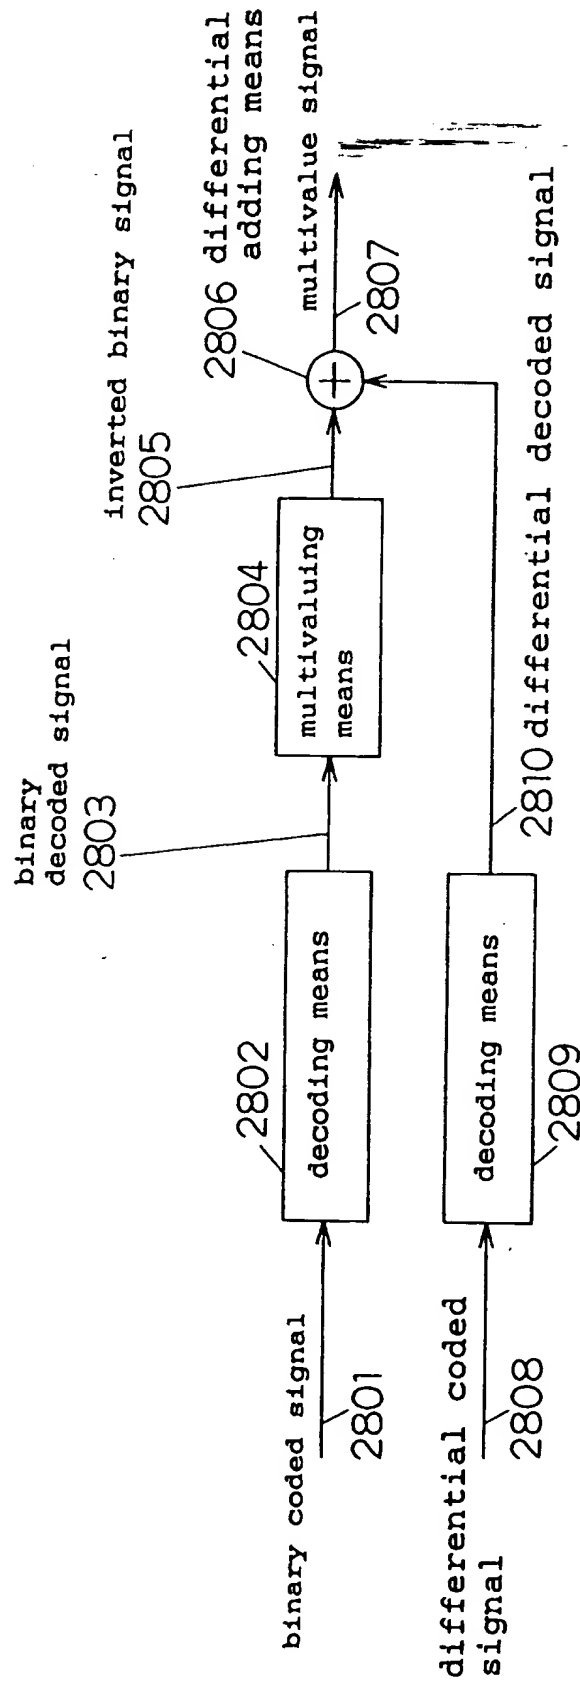 binary coded signal
2801
2802
decoding means
binary
decoded signal
2803
2804
multivaluing
means
inverted binary signal
2805
2806 differential
adding means
multivalue signal
2807
differential coded
signal
2808
decoding means
2809
2810 differential decoded signal